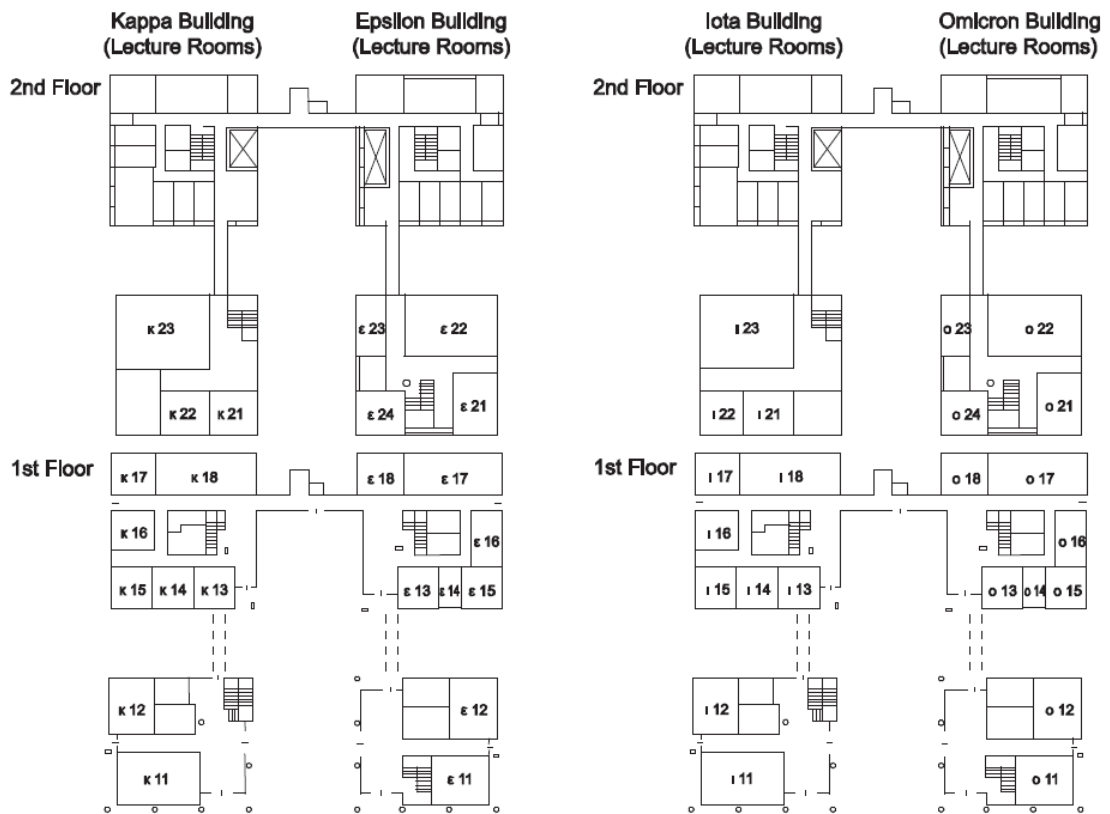 Kappa Building
(Lecture Rooms)
Epsilon Building
(Lecture Rooms)
Iota Building
(Lecture Rooms)
Omicron Building
(Lecture Rooms)
2nd Floor
2nd Floor
κ 23
ε 23
ε 22
ι 23
ο 23
ο 22
κ 22
κ 21
ε 24
ε 21
ι 22
ι 21
ο 24
ο 21
1st Floor
1st Floor
κ 17
κ 18
ε 18
ε 17
ι 17
ι 18
ο 18
ο 17
κ 16
ε 16
ι 16
ο 16
κ 15
κ 14
κ 13
ε 13
ε 14
ε 15
ι 15
ι 14
ι 13
ο 13
ο 14
ο 15
κ 12
ε 12
ι 12
ο 12
κ 11
ε 11
ι 11
ο 11